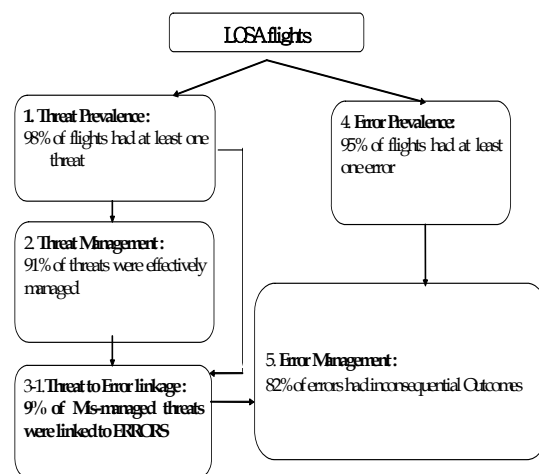 LOSA flights
1. Threat Prevalence :
98% of flights had at least one
threat
2. Threat Management :
91% of threats were effectively
managed
3-1. Threat to Error linkage :
9% of Mis-managed threats
were linked to ERRORS
4. Error Prevalence:
95% of flights had at least
one error
5. Error Management :
82% of errors had inconsequential Outcomes